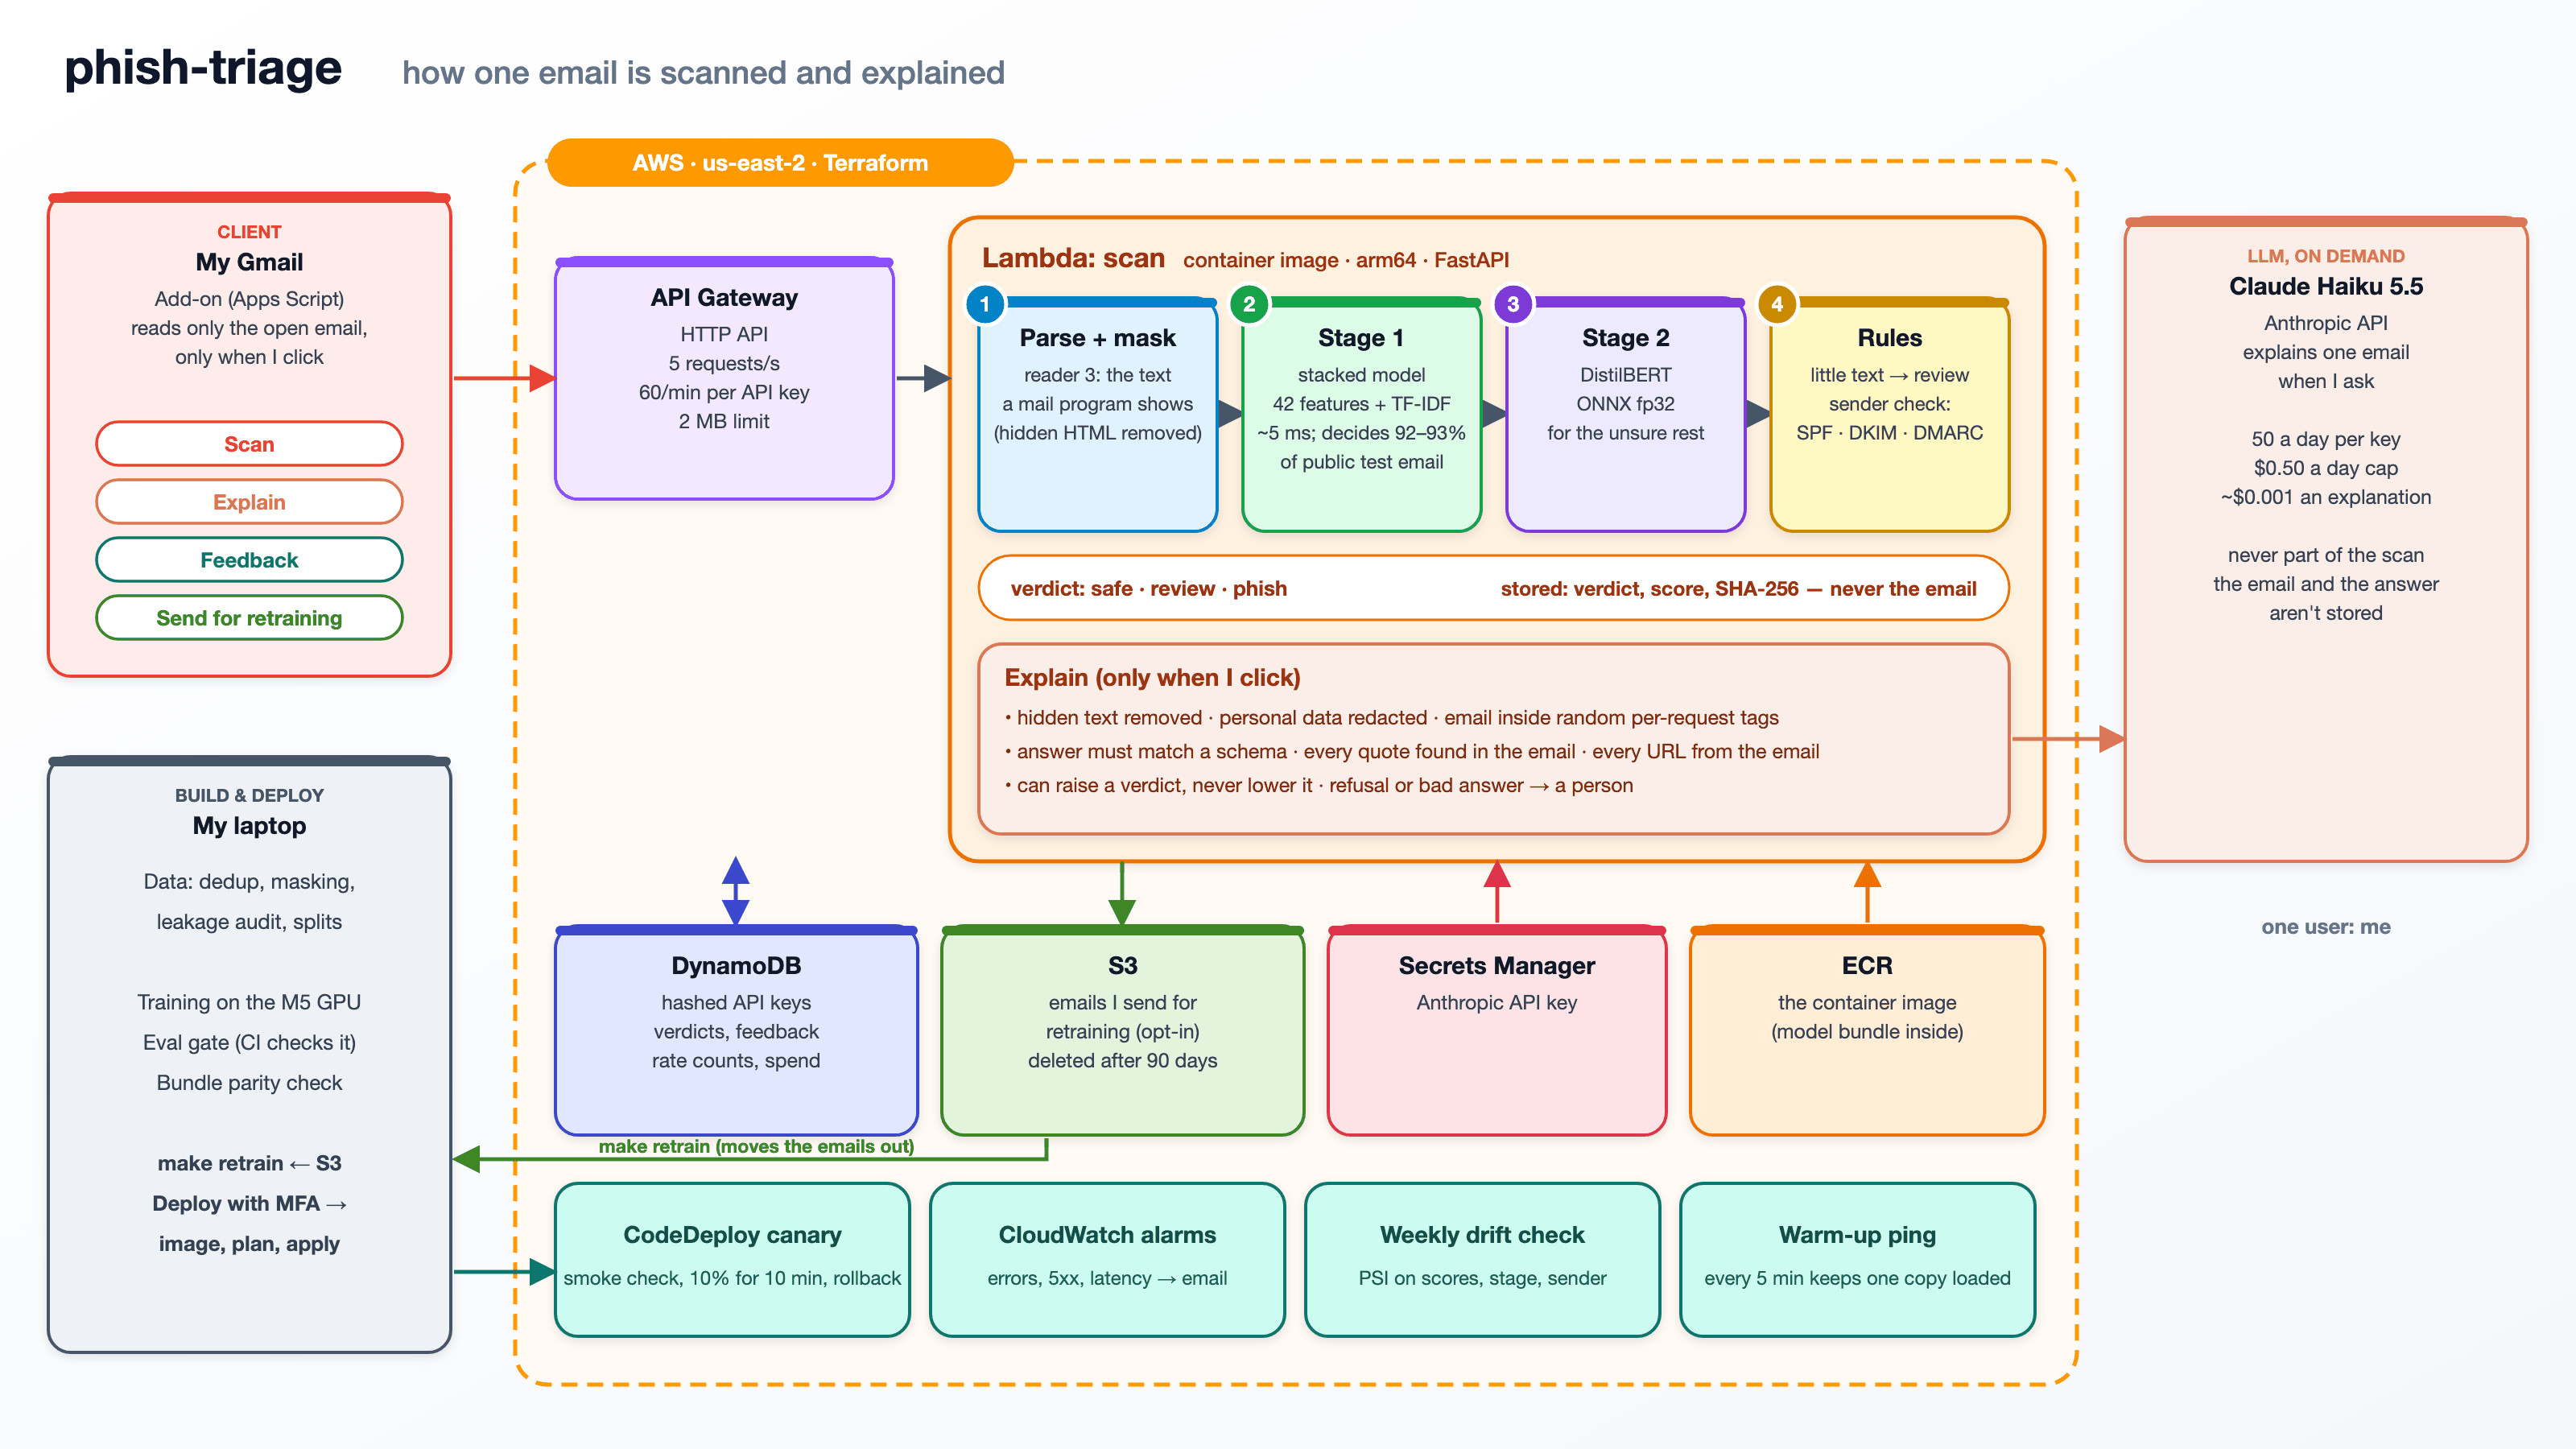 phish-triage
how one email is scanned and explained
AWS · us-east-2 · Terraform
CLIENT
My Gmail
Add-on (Apps Script)
reads only the open email,
only when I click
Scan
Explain
Feedback
Send for retraining
API Gateway
HTTP API
5 requests/s
60/min per API key
2 MB limit
Lambda: scan container image · arm64 · FastAPI
1
Parse + mask
reader 3: the text
a mail program shows
(hidden HTML removed)
2
Stage 1
stacked model
42 features + TF-IDF
~5 ms; decides 92–93%
of public test email
3
Stage 2
DistilBERT
ONNX fp32
for the unsure rest
4
Rules
little text → review
sender check:
SPF · DKIM · DMARC
verdict: safe · review · phish
stored: verdict, score, SHA-256 — never the email
Explain (only when I click)
• hidden text removed · personal data redacted · email inside random per-request tags
• answer must match a schema · every quote found in the email · every URL from the email
• can raise a verdict, never lower it · refusal or bad answer → a person
LLM, ON DEMAND
Claude Haiku 5.5
Anthropic API
explains one email
when I ask
50 a day per key
$0.50 a day cap
~$0.001 an explanation
never part of the scan
the email and the answer
aren't stored
one user: me
BUILD & DEPLOY
My laptop
Data: dedup, masking,
leakage audit, splits
Training on the M5 GPU
Eval gate (CI checks it)
Bundle parity check
make retrain ← S3
Deploy with MFA →
image, plan, apply
DynamoDB
hashed API keys
verdicts, feedback
rate counts, spend
S3
emails I send for
retraining (opt-in)
deleted after 90 days
Secrets Manager
Anthropic API key
ECR
the container image
(model bundle inside)
make retrain (moves the emails out)
CodeDeploy canary
smoke check, 10% for 10 min, rollback
CloudWatch alarms
errors, 5xx, latency → email
Weekly drift check
PSI on scores, stage, sender
Warm-up ping
every 5 min keeps one copy loaded